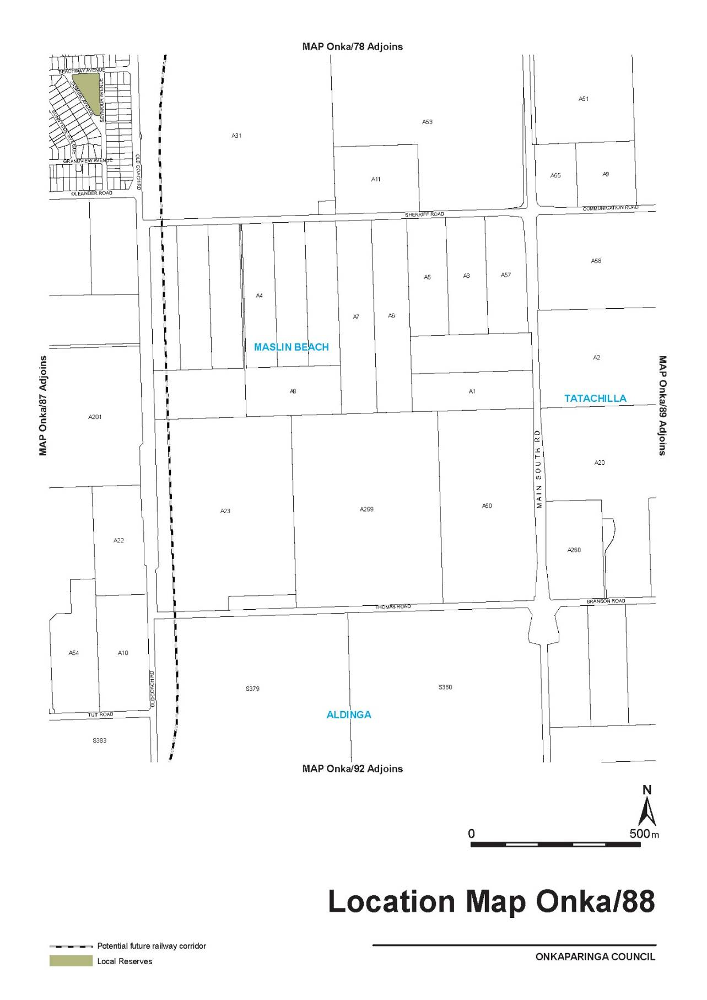 MAP Onka/78 Adjoins
BEACHWAY AVENUE
JASMINE AVENUE
SEYMOUR AVENUE
SUNNYSIDE AVENUE
GRANDVIEW AVENUE
OLEANDER ROAD
OLD COACH RD
A31
A53
A51
A11
A55
A9
SHERRIFF ROAD
COMMUNICATION ROAD
A58
A5
A3
A57
A4
A7
A6
MASLIN BEACH
A2
MAP Onka/87 Adjoins
MAP Onka/89 Adjoins
A8
A1
TATACHILLA
A201
MAIN SOUTH RD
A20
A23
A259
A50
A22
A260
THOMAS ROAD
BRANSON ROAD
A54
A10
OLD COACH RD
S379
S380
TUIT ROAD
ALDINGA
S383
MAP Onka/92 Adjoins
N
0 500m
Location Map Onka/88
Potential future railway corridor
Local Reserves
ONKAPARINGA COUNCIL